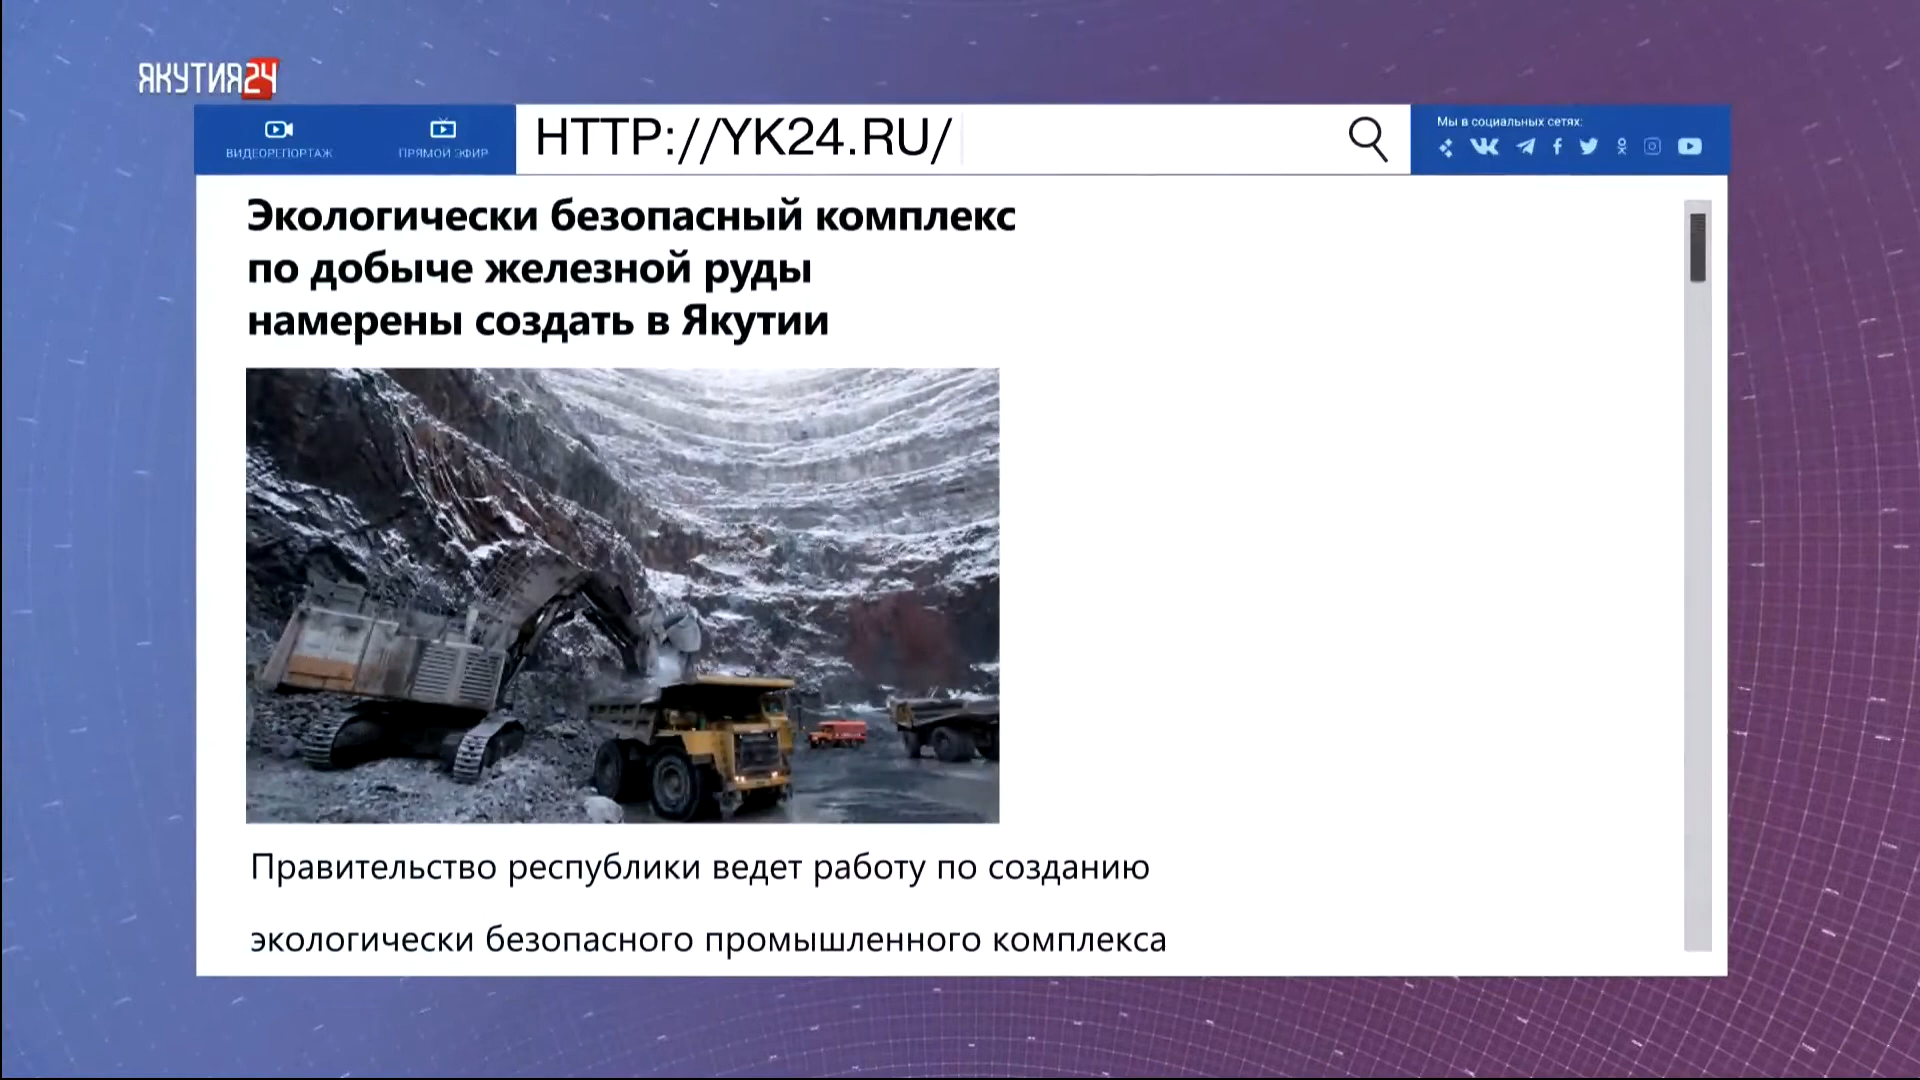 ЯКУТИЯ24
ВИДЕОРЕПОРТАЖ
ПРЯМОЙ ЭФИР
HTTP://YK24.RU/
Мы в социальных сетях:
Экологически безопасный комплекс
по добыче железной руды
намерены создать в Якутии
Правительство республики ведет работу по созданию
экологически безопасного промышленного комплекса